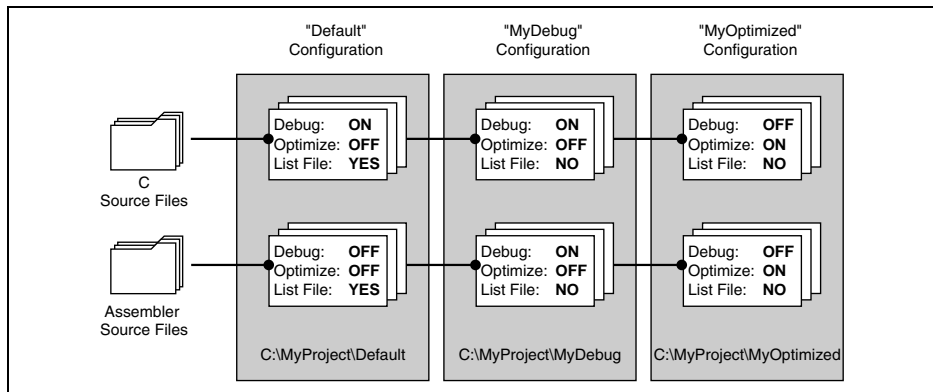 "Default"
Configuration
"MyDebug"
Configuration
"MyOptimized"
Configuration
C
Source Files
Debug: ON
Optimize: OFF
List File: YES
Debug: ON
Optimize: OFF
List File: NO
Debug: OFF
Optimize: ON
List File: NO
Assembler
Source Files
Debug: OFF
Optimize: OFF
List File: YES
Debug: ON
Optimize: OFF
List File: NO
Debug: OFF
Optimize: ON
List File: NO
C:\MyProject\Default
C:\MyProject\MyDebug
C:\MyProject\MyOptimized